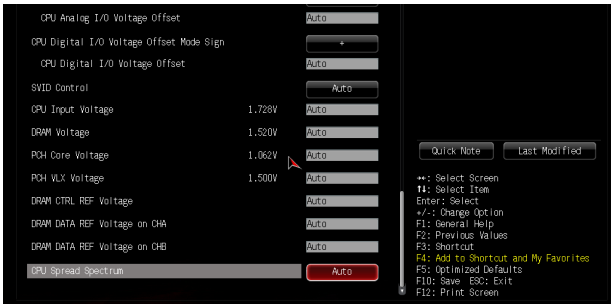 CPU Analog I/O Voltage Offset Auto
CPU Digital I/O Voltage Offset Mode Sign +
CPU Digital I/O Voltage Offset Auto
SVID Control Auto
CPU Input Voltage 1.728V Auto
DRAM Voltage 1.520V Auto
PCH Core Voltage 1.062V Auto
PCH VLX Voltage 1.500V Auto
DRAM CTRL REF Voltage Auto
DRAM DATA REF Voltage on CHA Auto
DRAM DATA REF Voltage on CHB Auto
CPU Spread Spectrum Auto
Quick Note Last Modified
→←: Select Screen
↑↓: Select Item
Enter: Select
+/-: Change Option
F1: General Help
F2: Previous Values
F3: Shortcut
F4: Add to Shortcut and My Favorites
F5: Optimized Defaults
F10: Save ESC: Exit
F12: Print Screen